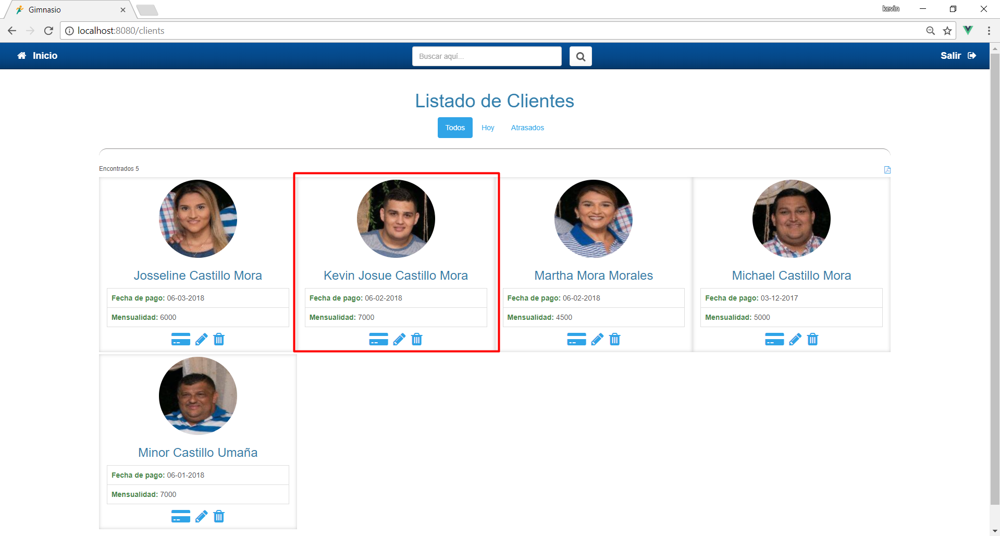 Gimnasio
kevin
localhost:8080/clients
Inicio
Buscar aquí...
Salir
Listado de Clientes
Todos Hoy Atrasados
Encontrados 5
Josseline Castillo Mora
Fecha de pago: 06-03-2018
Mensualidad: 6000
Kevin Josue Castillo Mora
Fecha de pago: 06-02-2018
Mensualidad: 7000
Martha Mora Morales
Fecha de pago: 06-02-2018
Mensualidad: 4500
Michael Castillo Mora
Fecha de pago: 03-12-2017
Mensualidad: 5000
Minor Castillo Umaña
Fecha de pago: 06-01-2018
Mensualidad: 7000